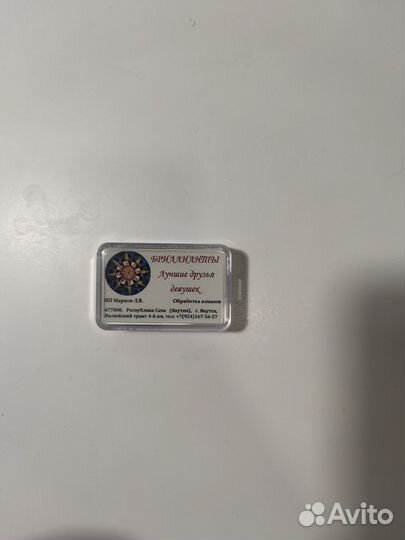 БРИЛЛИАНТЫ
Лучшие друзья
девушек
ИП Марков Л.В. Обработка алмазов
677000, Республика Саха (Якутия), г. Якутск,
Вилюйский тракт 4-й км, тел: +7(924)167-56-57
Avito